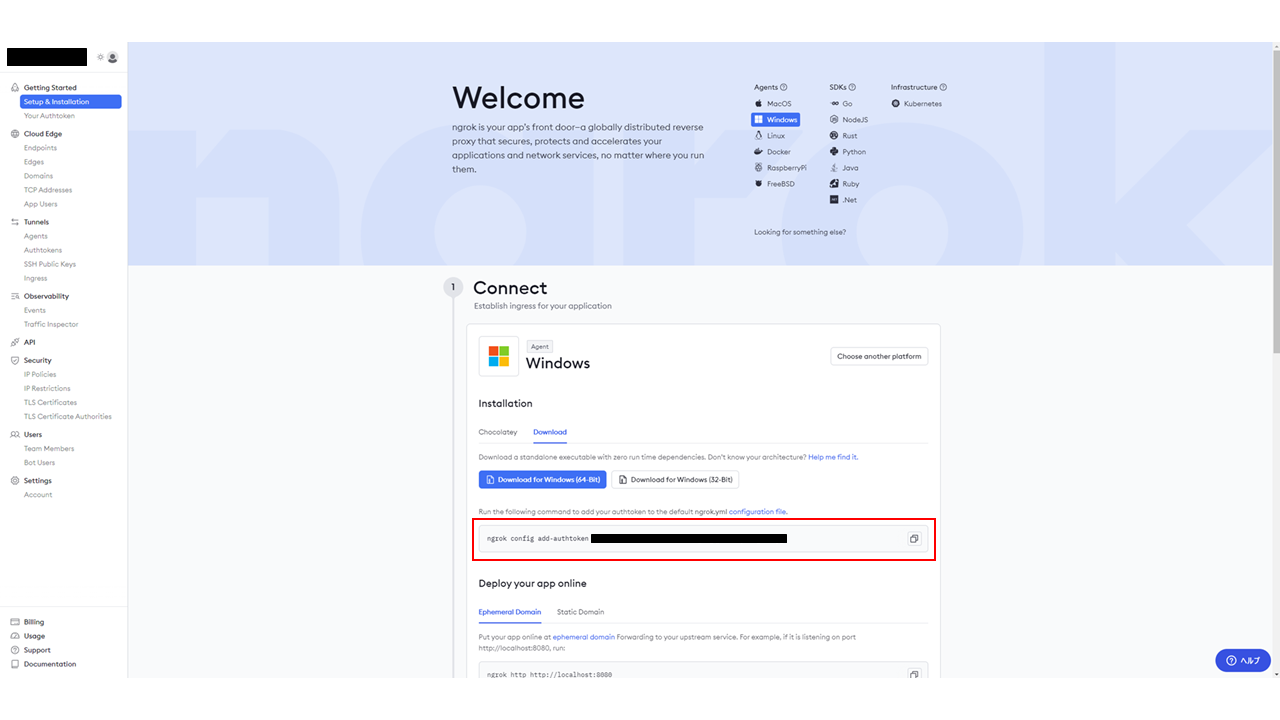 Getting Started
Setup & Installation
Your Authtoken
Cloud Edge
Endpoints
Edges
Domains
TCP Addresses
App Users
Tunnels
Agents
Authtokens
SSH Public Keys
Ingress
Observability
Events
Traffic Inspector
API
Security
IP Policies
IP Restrictions
TLS Certificates
TLS Certificate Authorities
Users
Team Members
Bot Users
Settings
Account
Billing
Usage
Support
Documentation
ngrok
Welcome
ngrok is your app's front door—a globally distributed reverse
proxy that secures, protects and accelerates your
applications and network services, no matter where you run
them.
Agents
MacOS
Windows
Linux
Docker
RaspberryPi
FreeBSD
SDKs
Go
NodeJS
Rust
Python
Java
Ruby
.Net
Infrastructure
Kubernetes
Looking for something else?
1 Connect
Establish ingress for your application
Agent
Windows
Choose another platform
Installation
Chocolatey Download
Download a standalone executable with zero run time dependencies. Don't know your architecture? Help me find it.
Download for Windows (64-Bit) Download for Windows (32-Bit)
Run the following command to add your authtoken to the default ngrok.yml configuration file.
ngrok config add-authtoken
Deploy your app online
Ephemeral Domain Static Domain
Put your app online at ephemeral domain Forwarding to your upstream service. For example, if it is listening on port
http://localhost:8080, run:
ngrok http http://localhost:8080
ヘルプ